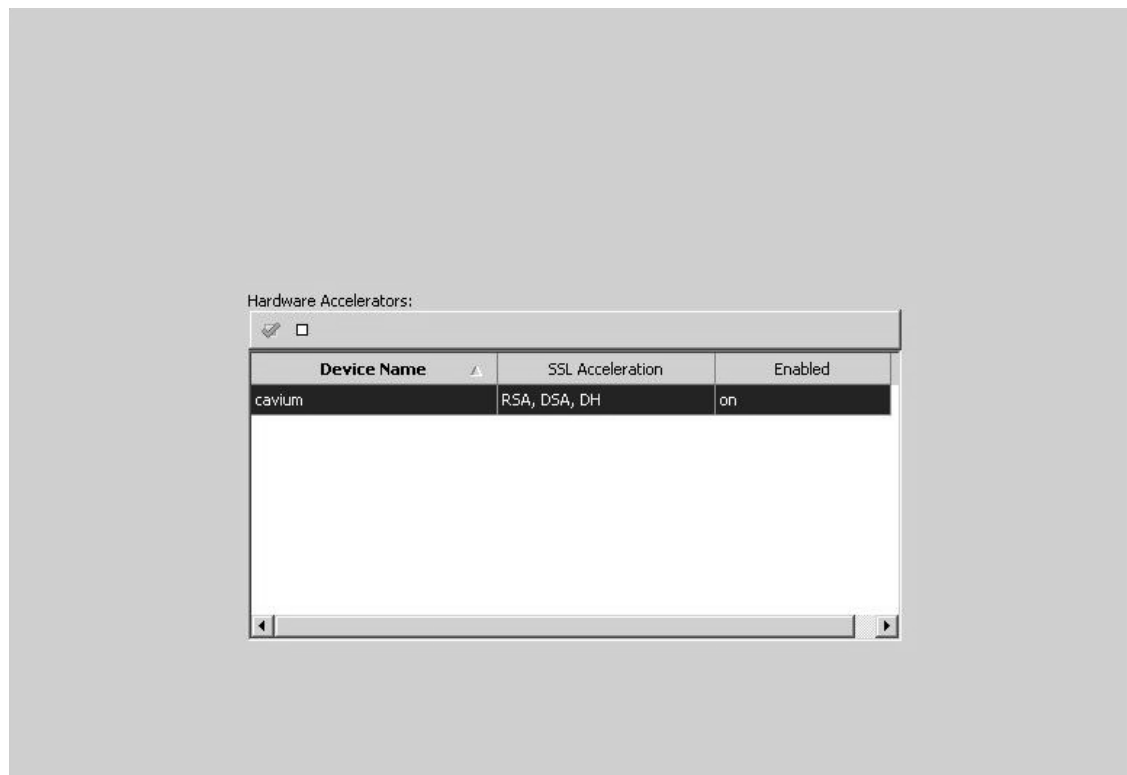 Hardware Accelerators:
Device Name SSL Acceleration Enabled
cavium RSA, DSA, DH on